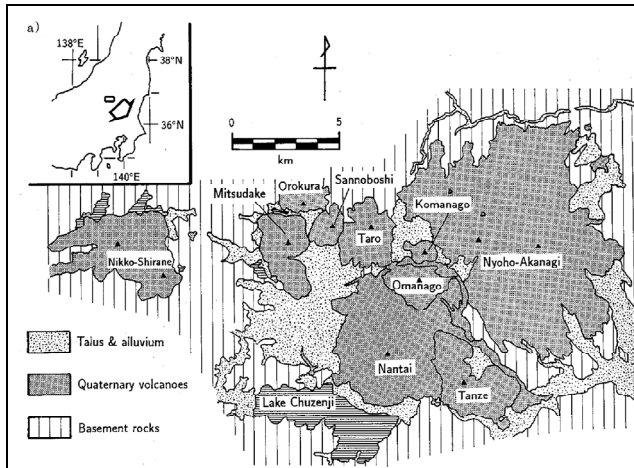 a)
138°E
38°N
36°N
140°E
0
5
km
Orokura
Sannoboshi
Mitsudake
Komanago
Taro
Nikko-Shirane
Nyoho-Akanagi
Omanago
Talus & alluvium
Nantai
Quaternary volcanoes
Tanze
Lake Chuzenji
Basement rocks